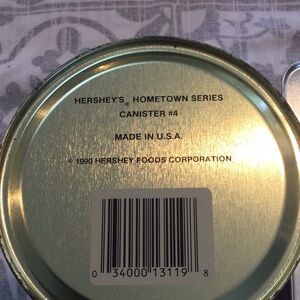 HERSHEY'S® HOMETOWN SERIES
CANISTER #4
MADE IN U.S.A.
© 1990 HERSHEY FOODS CORPORATION
0 34000 13119 8